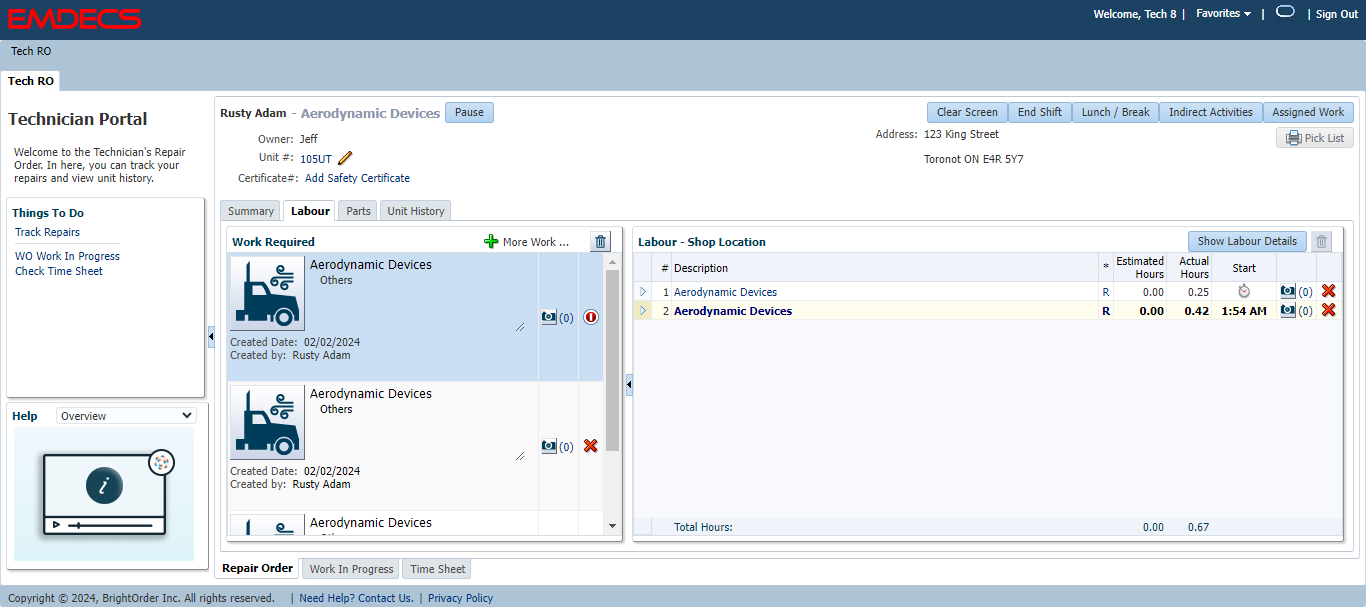 EMDECS
Welcome, Tech 8 | Favorites | | Sign Out
Tech RO
Tech RO
Technician Portal
Welcome to the Technician's Repair
Order. In here, you can track your
repairs and view unit history.
Things To Do
Track Repairs
WO Work In Progress
Check Time Sheet
Help Overview
i
Rusty Adam - Aerodynamic Devices Pause
Clear Screen End Shift Lunch / Break Indirect Activities Assigned Work
Owner: Jeff
Unit #: 105UT
Certificate#: Add Safety Certificate
Address: 123 King Street
Toronot ON E4R 5Y7
Pick List
Summary Labour Parts Unit History
Work Required More Work ...
Aerodynamic Devices
Others
(0)
Created Date: 02/02/2024
Created by: Rusty Adam
Aerodynamic Devices
Others
(0)
Created Date: 02/02/2024
Created by: Rusty Adam
Aerodynamic Devices
Labour - Shop Location Show Labour Details
# Description * Estimated Hours Actual Hours Start
1 Aerodynamic Devices R 0.00 0.25 (0)
2 Aerodynamic Devices R 0.00 0.42 1:54 AM (0)
Total Hours: 0.00 0.67
Repair Order Work In Progress Time Sheet
Copyright © 2024, BrightOrder Inc. All rights reserved. | Need Help? Contact Us. | Privacy Policy